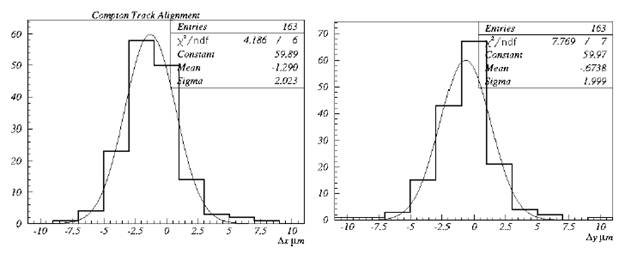 Compton Track Alignment
Entries 163
χ²/ndf 4.186 / 6
Constant 59.89
Mean -1.290
Sigma 2.023
60
50
40
30
20
10
0
-10 -7.5 -5 -2.5 0 2.5 5 7.5 10
Δx μm
Entries 163
χ²/ndf 7.769 / 7
Constant 59.97
Mean -.6738
Sigma 1.999
70
60
50
40
30
20
10
0
-10 -7.5 -5 -2.5 0 2.5 5 7.5 10
Δy μm